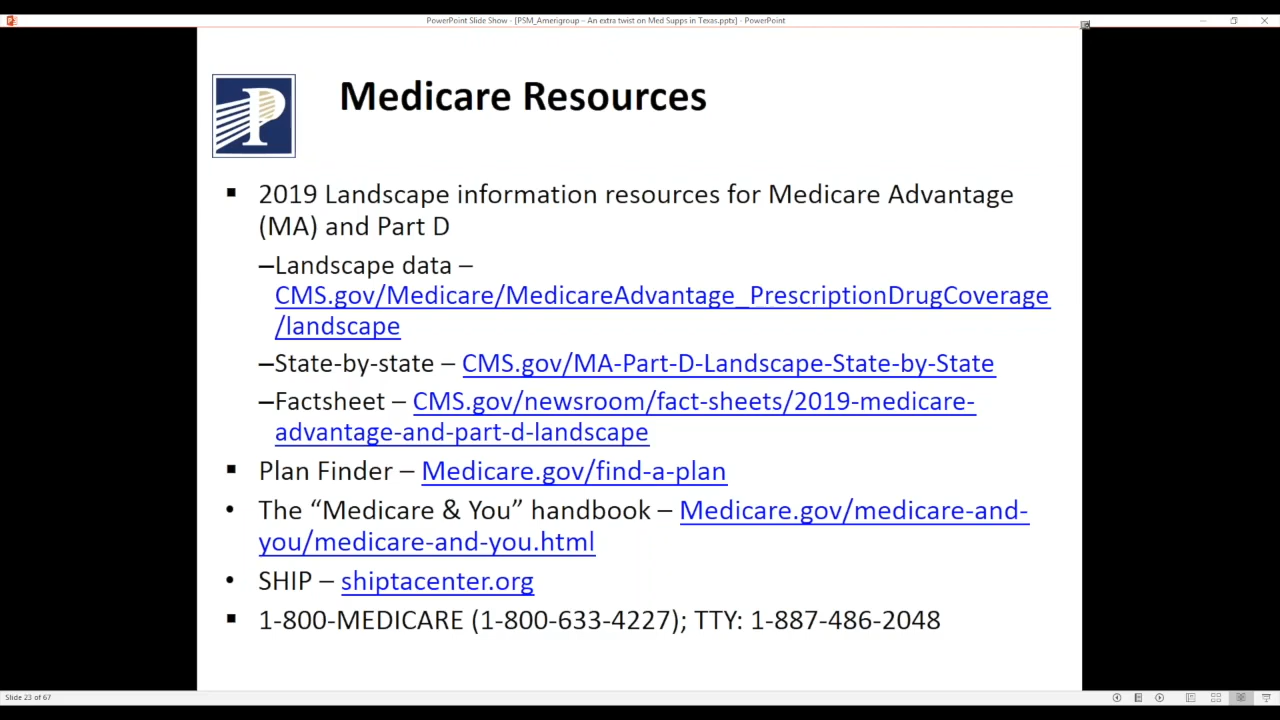 PowerPoint Slide Show - [PSM_Amerigroup – An extra twist on Med Supps in Texas.pptx] - PowerPoint
P
Medicare Resources
▪ 2019 Landscape information resources for Medicare Advantage
(MA) and Part D
–Landscape data –
CMS.gov/Medicare/MedicareAdvantage_PrescriptionDrugCoverage
/landscape
–State-by-state – CMS.gov/MA-Part-D-Landscape-State-by-State
–Factsheet – CMS.gov/newsroom/fact-sheets/2019-medicare-
advantage-and-part-d-landscape
▪ Plan Finder – Medicare.gov/find-a-plan
• The “Medicare & You” handbook – Medicare.gov/medicare-and-
you/medicare-and-you.html
• SHIP – shiptacenter.org
▪ 1-800-MEDICARE (1-800-633-4227); TTY: 1-887-486-2048
Slide 23 of 67